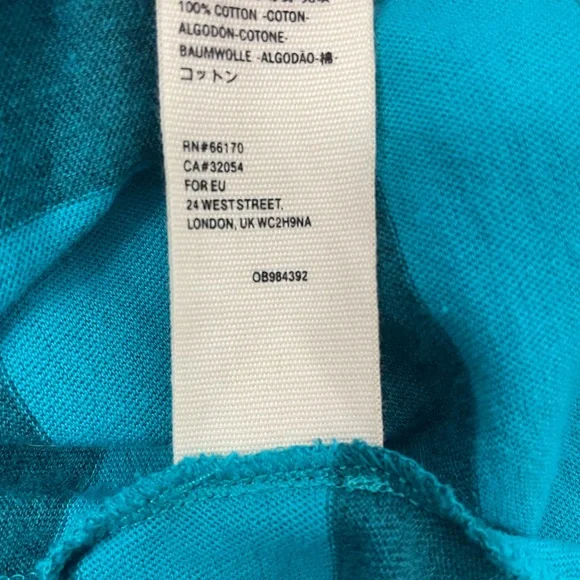 100% COTTON -COTON-
ALGODÓN-COTONE-
BAUMWOLLE -ALGODÃO-棉-
コットン
RN#66170
CA#32054
FOR EU
24 WEST STREET.
LONDON, UK WC2H9NA
OB984392